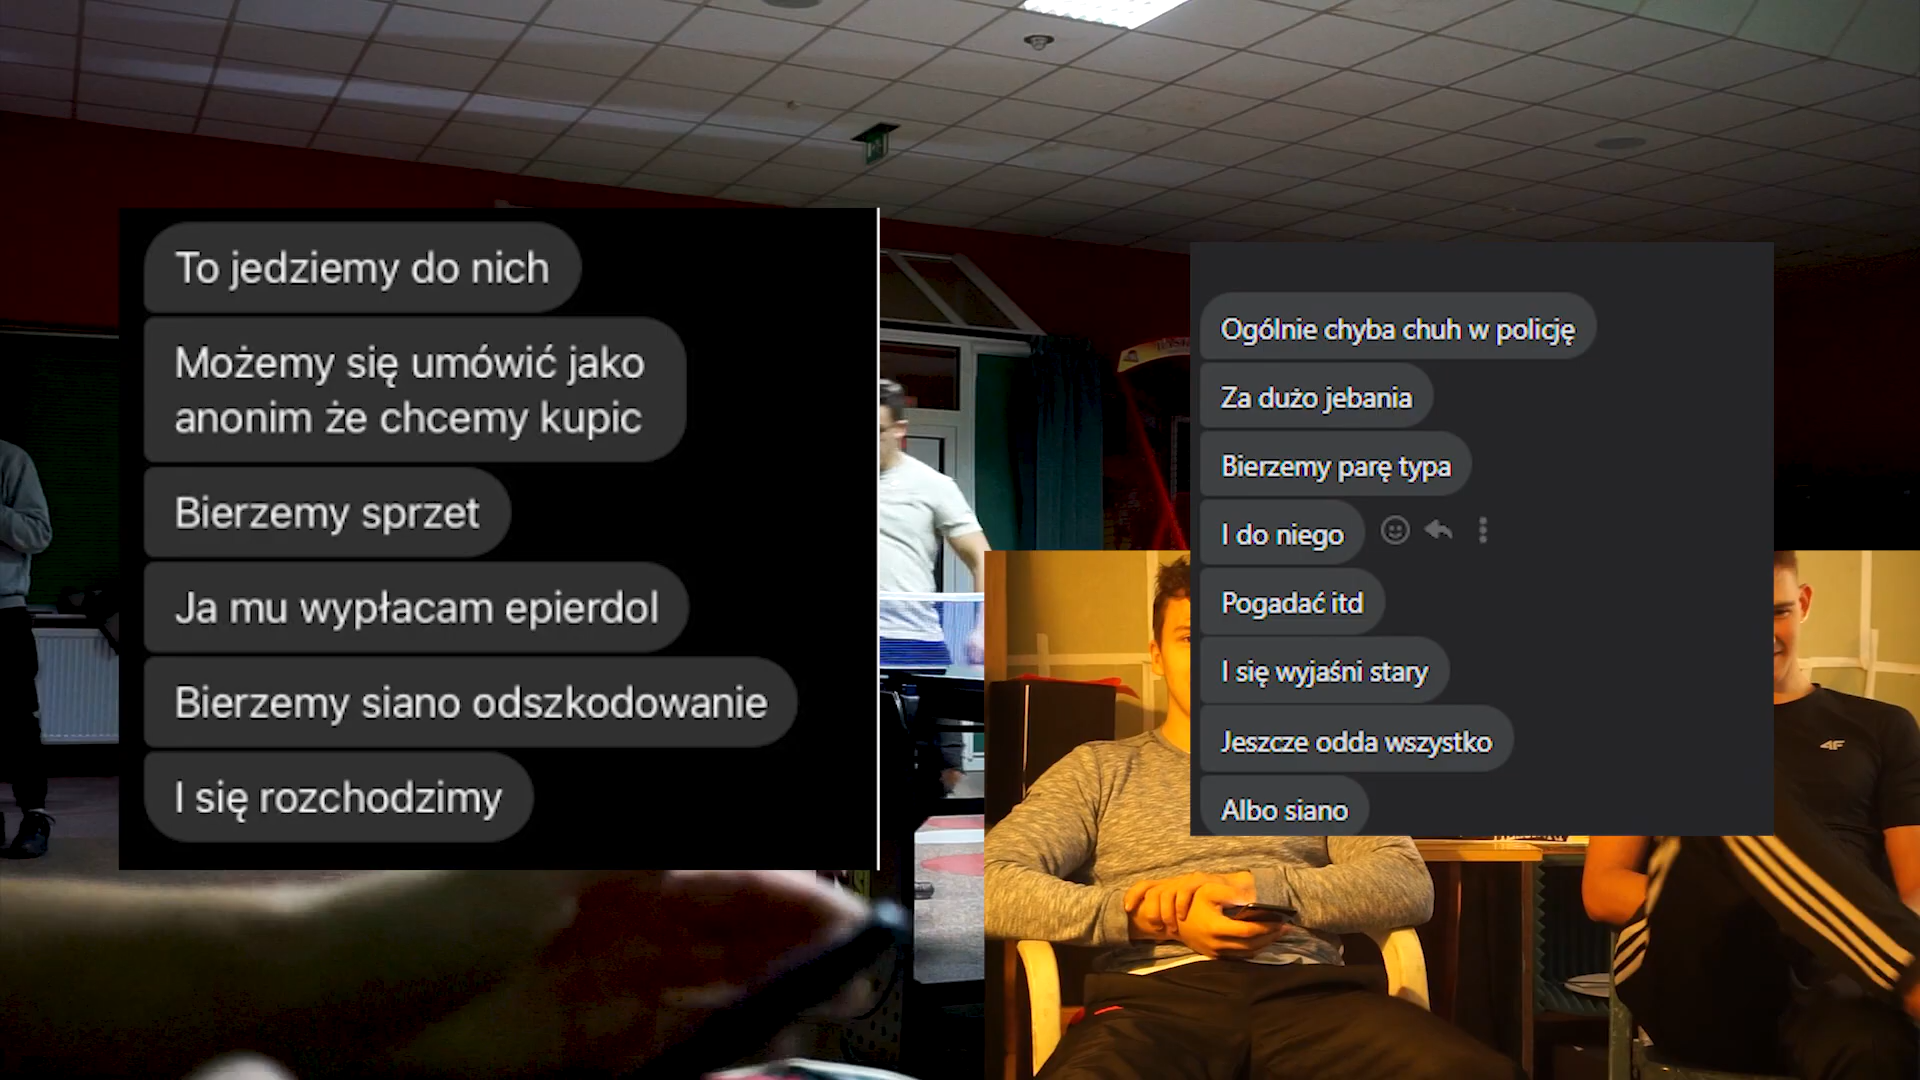 To jedziemy do nich
Możemy się umówić jako
anonim że chcemy kupic
Bierzemy sprzet
Ja mu wypłacam epierdol
Bierzemy siano odszkodowanie
I się rozchodzimy
Ogólnie chyba chuh w policję
Za dużo jebania
Bierzemy parę typa
I do niego
Pogadać itd
I się wyjaśni stary
Jeszcze odda wszystko
Albo siano
4F